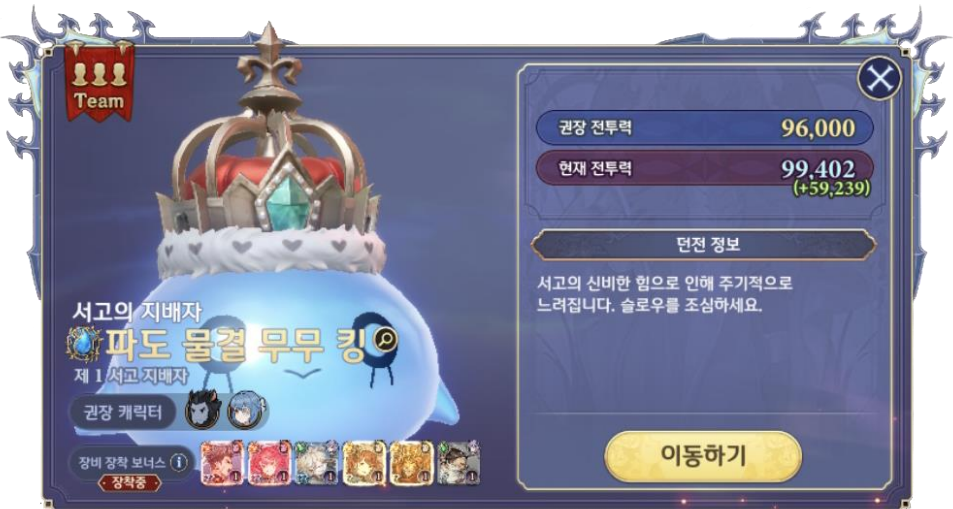 Team
서고의 지배자
파도 물결 무무 킹
제 1 서고 지배자
권장 캐릭터
장비 장착 보너스
장착중
권장 전투력 96,000
현재 전투력 99,402
(+59,239)
던전 정보
서고의 신비한 힘으로 인해 주기적으로
느려집니다. 슬로우를 조심하세요.
이동하기